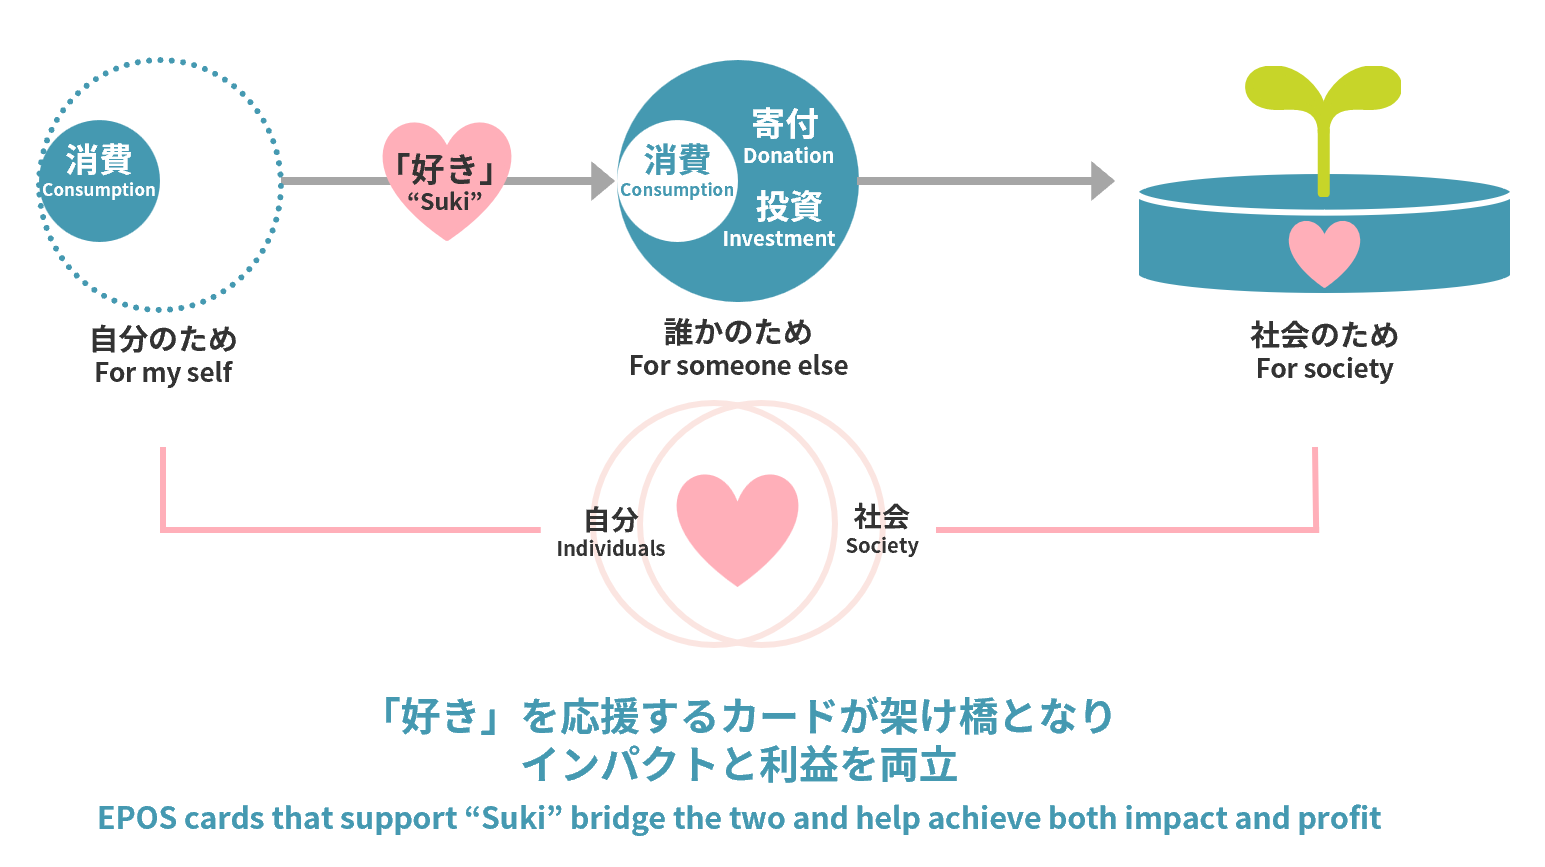 消費
Consumption
自分のため
For my self
「好き」
“Suki”
消費
Consumption
寄付
Donation
投資
Investment
誰かのため
For someone else
社会のため
For society
自分
Individuals
社会
Society
「好き」を応援するカードが架け橋となり
インパクトと利益を両立
EPOS cards that support “Suki” bridge the two and help achieve both impact and profit